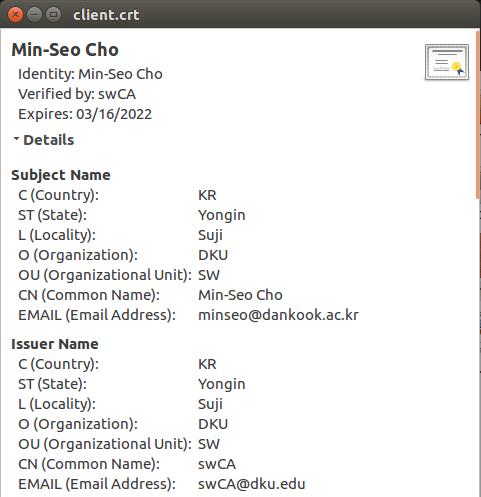 client.crt
Min-Seo Cho
Identity: Min-Seo Cho
Verified by: swCA
Expires: 03/16/2022
Details
Subject Name
C (Country): KR
ST (State): Yongin
L (Locality): Suji
O (Organization): DKU
OU (Organizational Unit): SW
CN (Common Name): Min-Seo Cho
EMAIL (Email Address): minseo@dankook.ac.kr
Issuer Name
C (Country): KR
ST (State): Yongin
L (Locality): Suji
O (Organization): DKU
OU (Organizational Unit): SW
CN (Common Name): swCA
EMAIL (Email Address): swCA@dku.edu